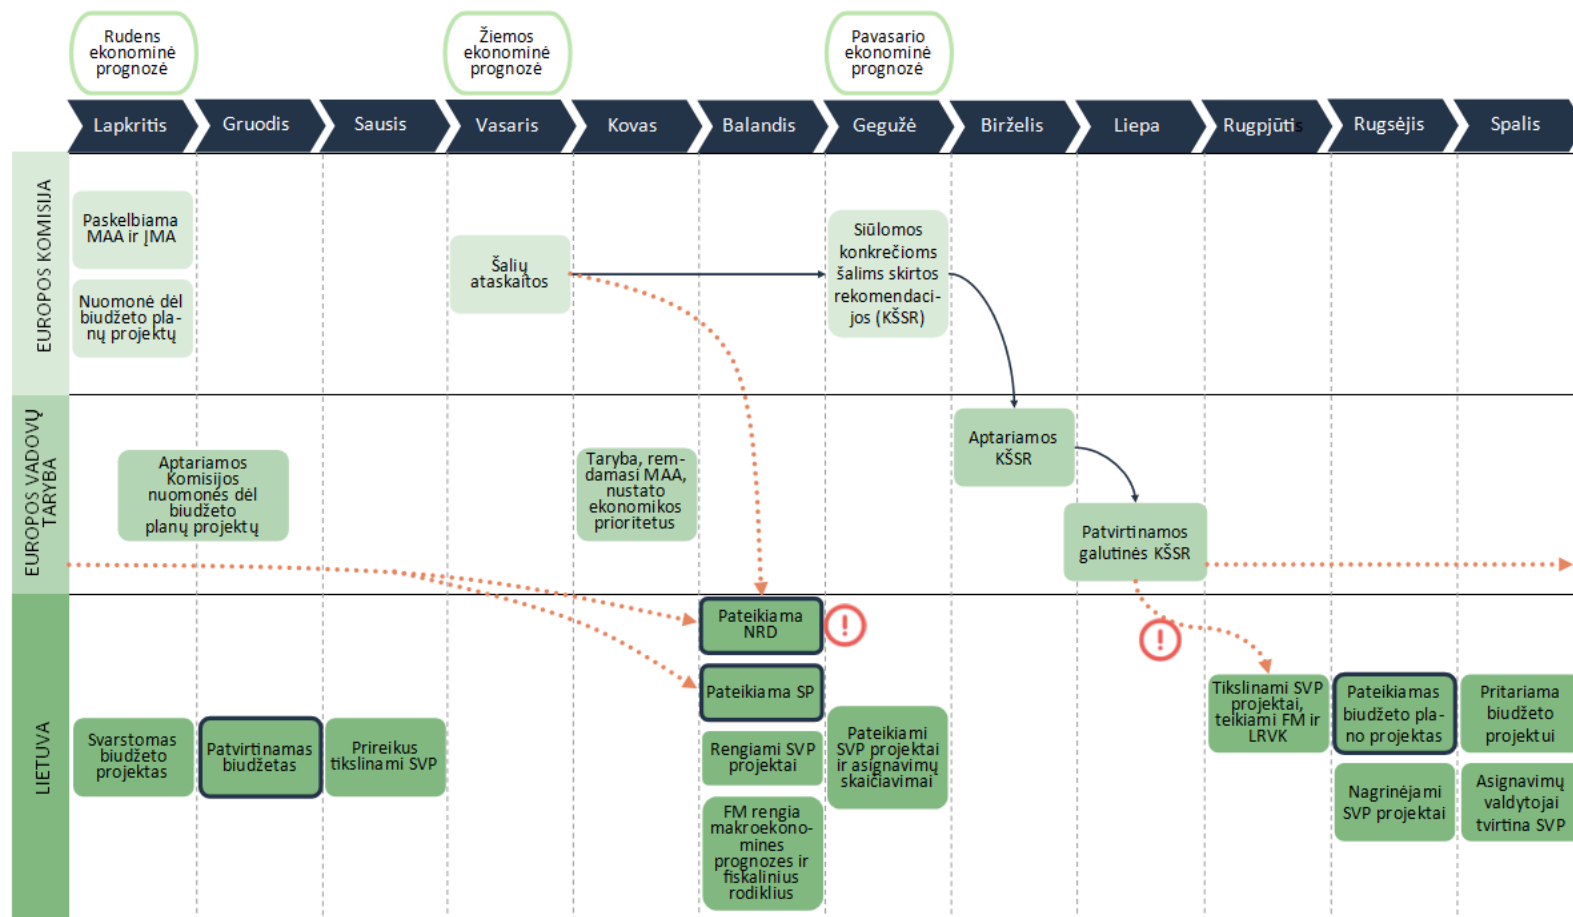 Rudens
ekonominė
prognozė
Žiemos
ekonominė
prognozė
Pavasario
ekonominė
prognozė
Lapkritis
Gruodis
Sausis
Vasaris
Kovas
Balandis
Gegužė
Birželis
Liepa
Rugpjūtis
Rugsėjis
Spalis
EUROPOS KOMISIJA
Paskelbiama
MAA ir ĮMA
Nuomonė dėl
biudžeto pla-
nų projektų
Šalių
ataskaitos
Siūlomos
konkrečioms
šalims skirtos
rekomendaci-
jos (KŠSR)
EUROPOS VADOVŲ
TARYBA
Aptariamos
Komisijos
nuomonės dėl
biudžeto
planų projektų
Taryba, rem-
damasi MAA,
nustato
ekonomikos
prioritetus
Aptariamos
KŠSR
Patvirtinamos
galutinės KŠSR
LIETUVA
Svarstomas
biudžeto
projektas
Patvirtinamas
biudžetas
Prireikus
tikslinami SVP
Pateikiama
NRD
!
Pateikiama SP
Rengiami SVP
projektai
FM rengia
makroekono-
mines
prognozes ir
fiskalinius
rodiklius
Pateikiami
SVP projektai
ir asignavimų
skaičiavimai
!
Tikslinami SVP
projektai,
teikiami FM ir
LRVK
Pateikiamas
biudžeto pla-
no projektas
Nagrinėjami
SVP projektai
Pritariama
biudžeto
projektui
Asignavimų
valdytojai
tvirtina SVP